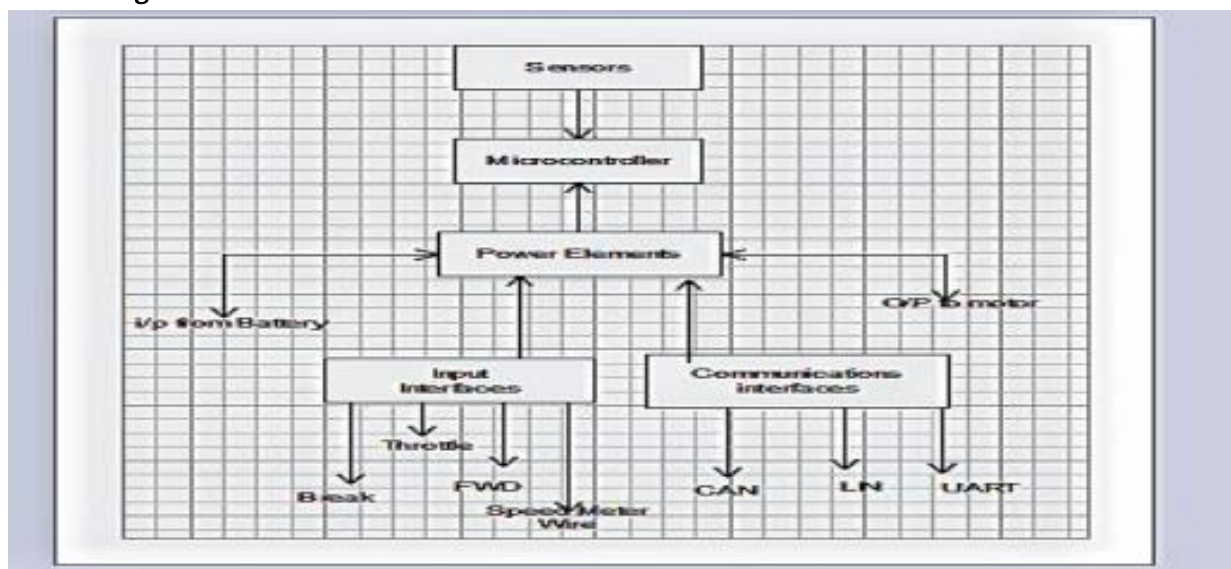 Sensors
Microcontroller
Power Elements
O/P to motor
i/p from Battery
Input
Interfaces
Communications
interfaces
Throttle
Break
FWD
CAN
LIN
UART
Speed Meter
Wire